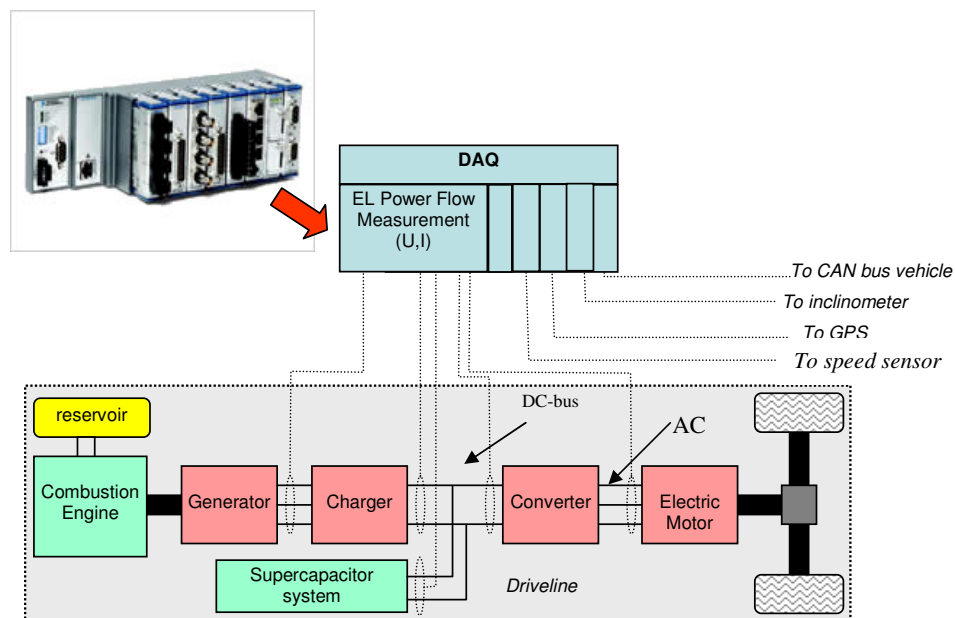 DAQ
EL Power Flow
Measurement
(U,I)
To CAN bus vehicle
To inclinometer
To GPS
To speed sensor
reservoir
DC-bus
AC
Combustion
Engine
Generator
Charger
Converter
Electric
Motor
Supercapacitor
system
Driveline